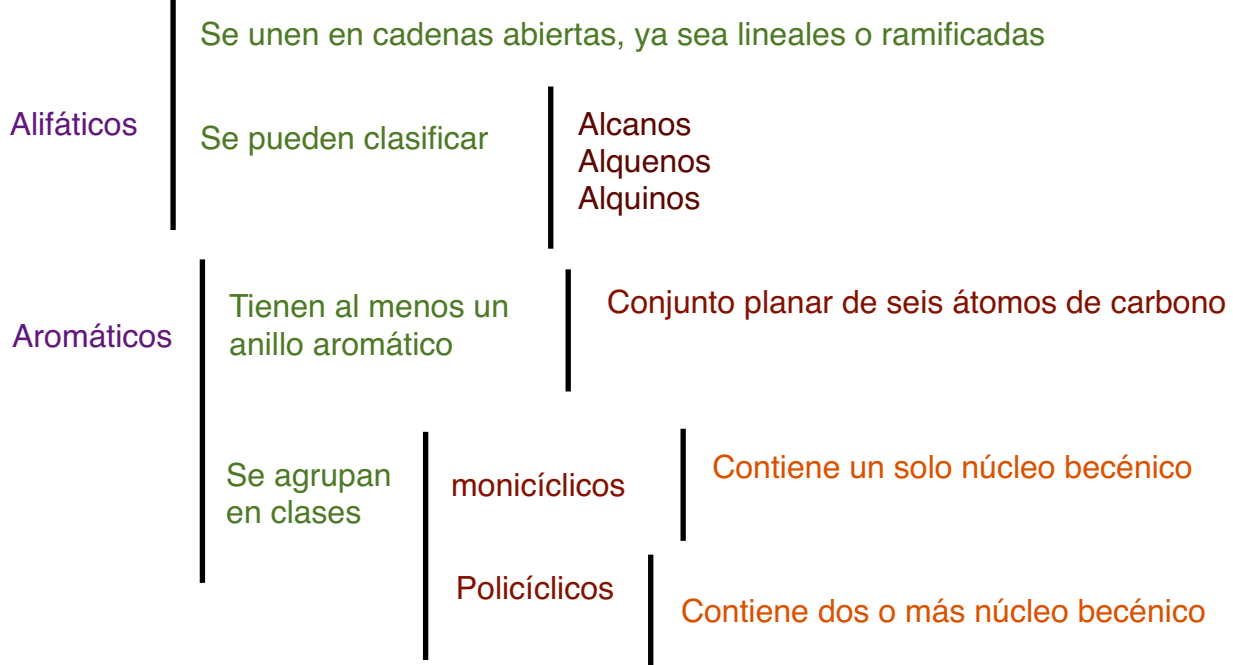 Se unen en cadenas abiertas, ya sea lineales o ramificadas
Alifáticos
Se pueden clasificar
Alcanos
Alquenos
Alquinos
Aromáticos
Tienen al menos un
anillo aromático
Conjunto planar de seis átomos de carbono
Se agrupan
en clases
monicíclicos
Contiene un solo núcleo becénico
Policíclicos
Contiene dos o más núcleo becénico